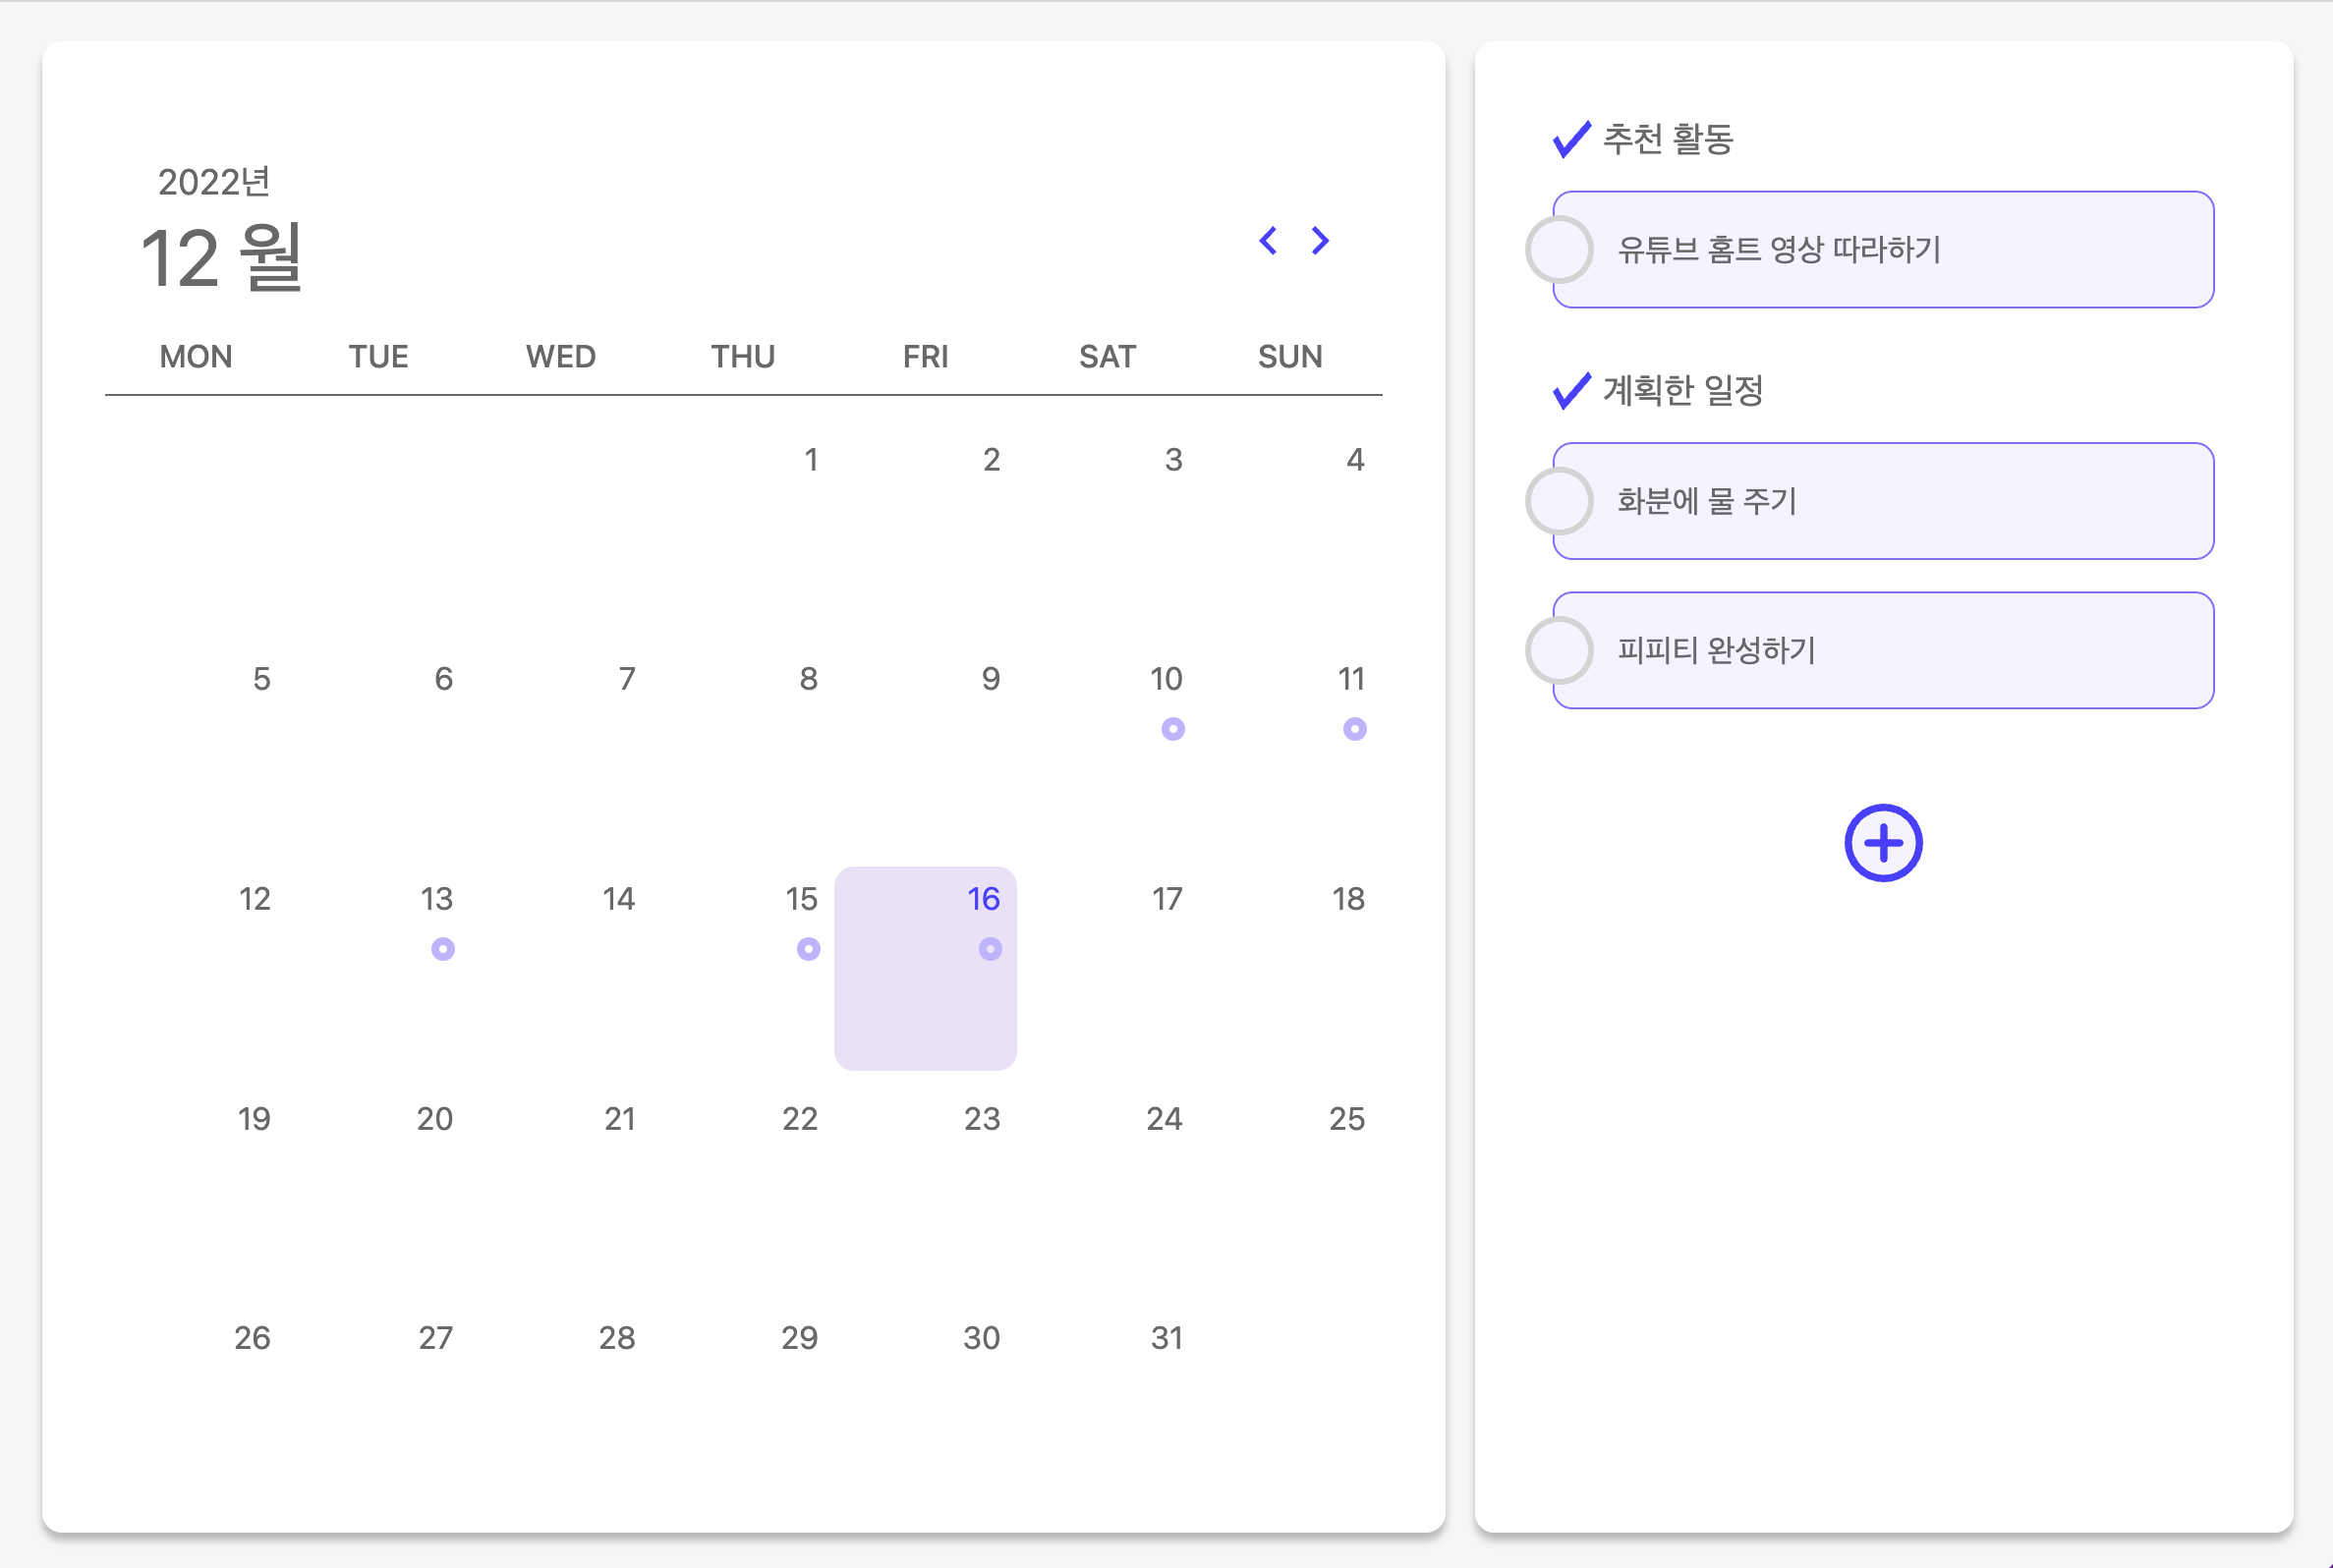 2022년
12 월
MON TUE WED THU FRI SAT SUN
1 2 3 4
5 6 7 8 9 10 11
12 13 14 15 16 17 18
19 20 21 22 23 24 25
26 27 28 29 30 31
추천 활동
유튜브 홈트 영상 따라하기
계획한 일정
화분에 물 주기
피피티 완성하기